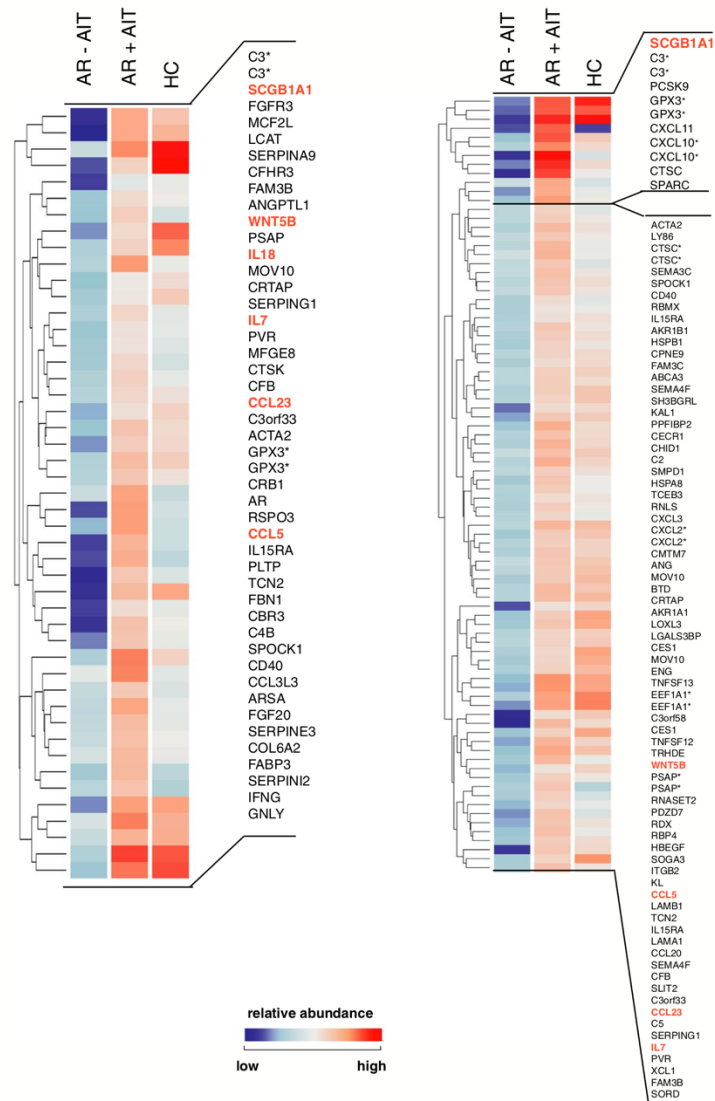 AR - AIT
AR + AIT
HC
C3*
C3*
SCGB1A1
FGFR3
MCF2L
LCAT
SERPINA9
CFHR3
FAM3B
ANGPTL1
WNT5B
PSAP
IL18
MOV10
CRTAP
SERPING1
IL7
PVR
MFGE8
CTSK
CFB
CCL23
C3orf33
ACTA2
GPX3*
GPX3*
CRB1
AR
RSPO3
CCL5
IL15RA
PLTP
TCN2
FBN1
CBR3
C4B
SPOCK1
CD40
CCL3L3
ARSA
FGF20
SERPINE3
COL6A2
FABP3
SERPINI2
IFNG
GNLY
relative abundance
low
high
AR - AIT
AR + AIT
HC
SCGB1A1
C3*
C3*
PCSK9
GPX3*
GPX3*
CXCL11
CXCL10*
CXCL10*
CTSC
SPARC
ACTA2
LY86
CTSC*
CTSC*
SEMA3C
SPOCK1
CD40
RBMX
IL15RA
AKR1B1
HSPB1
CPNE9
FAM3C
ABCA3
SEMA4F
SH3BGRL
KAL1
PPFIBP2
CECR1
CHID1
C2
SMPD1
HSPA8
TCEB3
RNLS
CXCL3
CXCL2*
CXCL2*
CMTM7
ANG
MOV10
BTD
CRTAP
AKR1A1
LOXL3
LGALS3BP
CES1
MOV10
ENG
TNFSF13
EEF1A1*
EEF1A1*
C3orf58
CES1
TNFSF12
TRHDE
WNT5B
PSAP*
PSAP*
RNASET2
PDZD7
RDX
RBP4
HBEGF
SOGA3
ITGB2
KL
CCL5
LAMB1
TCN2
IL15RA
LAMA1
CCL20
SEMA4F
CFB
SLIT2
C3orf33
CCL23
C5
SERPING1
IL7
PVR
XCL1
FAM3B
SORD